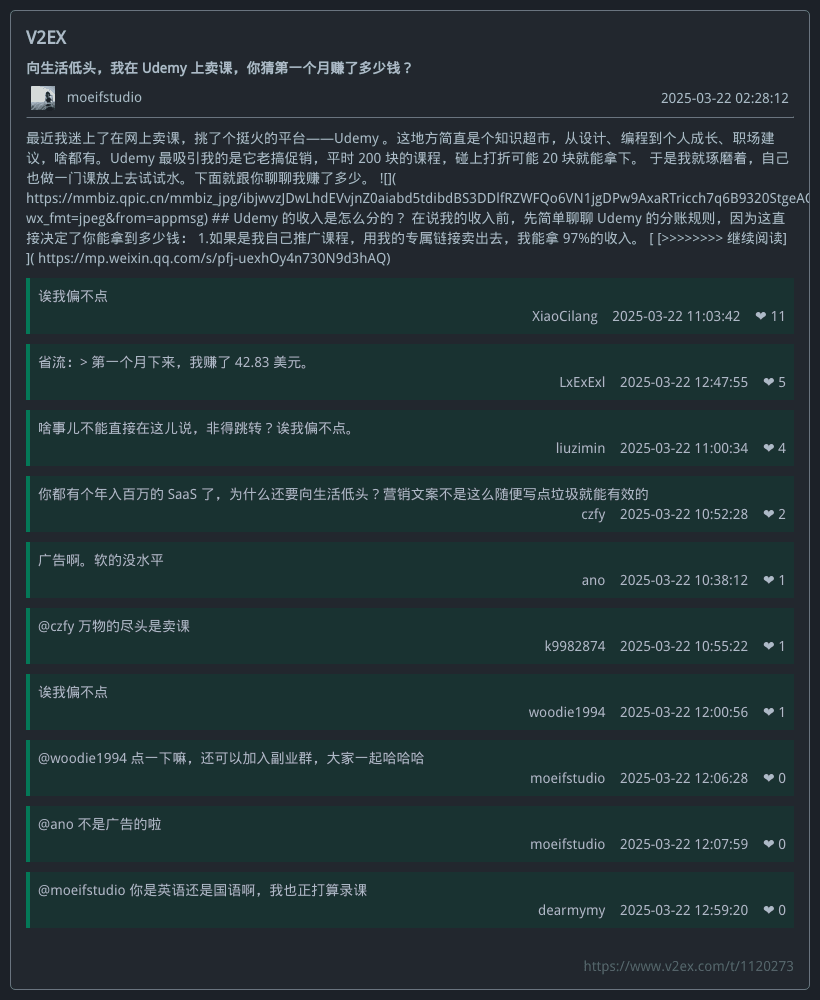 V2EX
向生活低头，我在 Udemy 上卖课，你猜第一个月赚了多少钱？
moeifstudio 2025-03-22 02:28:12
最近我迷上了在网上卖课，挑了个挺火的平台——Udemy 。这地方简直是个知识超市，从设计、编程到个人成长、职场建
议，啥都有。Udemy 最吸引我的是它老搞促销，平时 200 块的课程，碰上打折可能 20 块就能拿下。 于是我就琢磨着，自己
也做一门课放上去试试水。下面就跟你聊聊我赚了多少。 ![](
https://mmbiz.qpic.cn/mmbiz_jpg/ibjwvzJDwLhdEVvjnZ0aiabd5tdibdBS3DDlfRZWFQo6VN1jgDPw9AxaRTricch7q6B9320StgeAC
wx_fmt=jpeg&from=appmsg) ## Udemy 的收入是怎么分的？ 在说我的收入前，先简单聊聊 Udemy 的分账规则，因为这直
接决定了你能拿到多少钱： 1.如果是我自己推广课程，用我的专属链接卖出去，我能拿 97%的收入。 [ [>>>>>>>> 继续阅读]
]( https://mp.weixin.qq.com/s/pfj-uexhOy4n730N9d3hAQ)
诶我偏不点
XiaoCilang 2025-03-22 11:03:42 ❤ 11
省流：> 第一个月下来，我赚了 42.83 美元。
LxExExl 2025-03-22 12:47:55 ❤ 5
啥事儿不能直接在这儿说，非得跳转？诶我偏不点。
liuzimin 2025-03-22 11:00:34 ❤ 4
你都有个年入百万的 SaaS 了，为什么还要向生活低头？营销文案不是这么随便写点垃圾就能有效的
czfy 2025-03-22 10:52:28 ❤ 2
广告啊。软的没水平
ano 2025-03-22 10:38:12 ❤ 1
@czfy 万物的尽头是卖课
k9982874 2025-03-22 10:55:22 ❤ 1
诶我偏不点
woodie1994 2025-03-22 12:00:56 ❤ 1
@woodie1994 点一下嘛，还可以加入副业群，大家一起哈哈哈
moeifstudio 2025-03-22 12:06:28 ❤ 0
@ano 不是广告的啦
moeifstudio 2025-03-22 12:07:59 ❤ 0
@moeifstudio 你是英语还是国语啊，我也正打算录课
dearmymy 2025-03-22 12:59:20 ❤ 0
https://www.v2ex.com/t/1120273